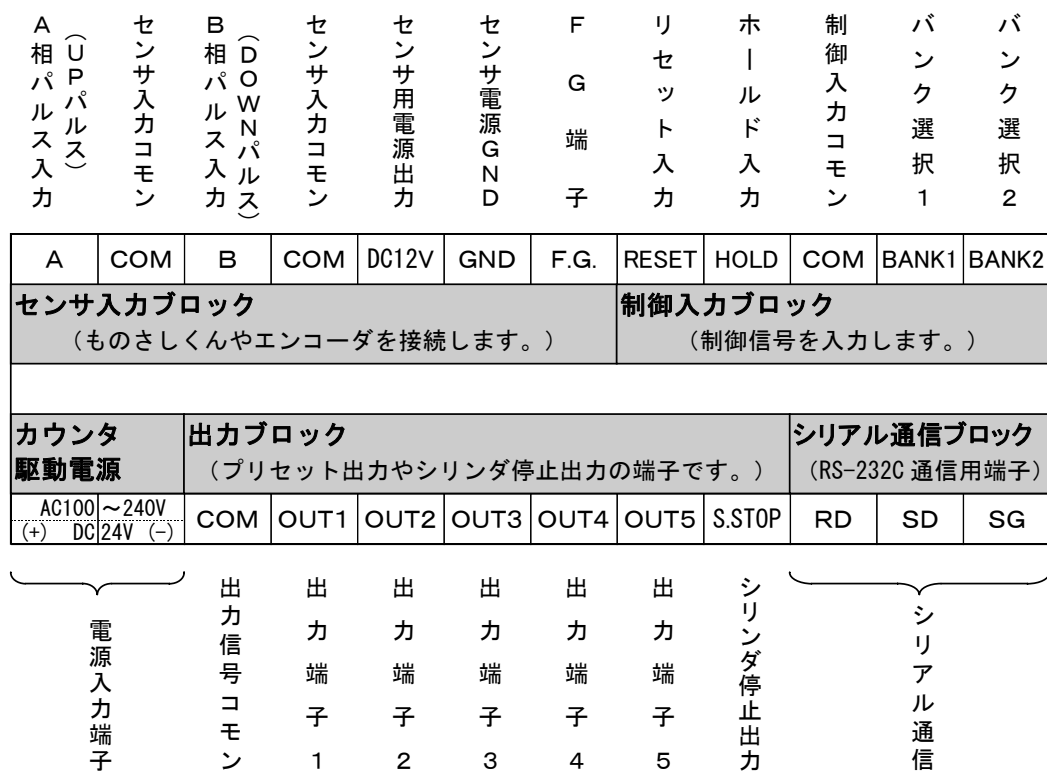 A相パルス入力
（UPパルス）
センサ入力コモン
B相パルス入力
（DOWNパルス）
センサ入力コモン
センサ用電源出力
センサ電源GND
FG端子
リセット入力
ホールド入力
制御入力コモン
バンク選択1
バンク選択2
A COM B COM DC12V GND F.G. RESET HOLD COM BANK1 BANK2
センサ入力ブロック
（ものさしくんやエンコーダを接続します。）
制御入力ブロック
（制御信号を入力します。）
カウンタ
駆動電源
出力ブロック
（プリセット出力やシリンダ停止出力の端子です。）
シリアル通信ブロック
（RS-232C 通信用端子）
AC100～240V
(+) DC24V (-)
COM OUT1 OUT2 OUT3 OUT4 OUT5 S.STOP RD SD SG
電源入力端子
出力信号コモン
出力端子1
出力端子2
出力端子3
出力端子4
出力端子5
シリンダ停止出力
シリアル通信